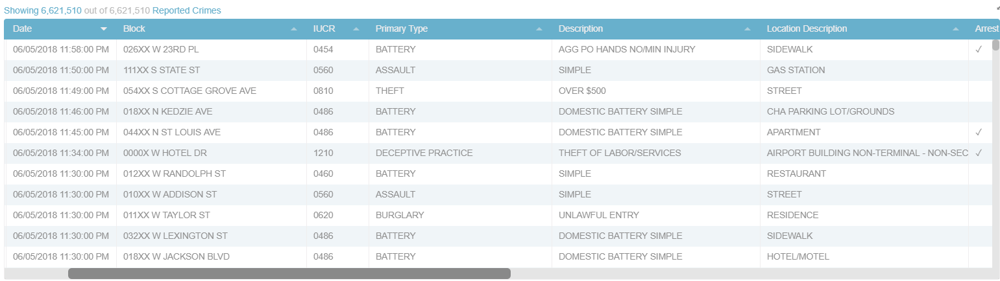 Showing 6,621,510 out of 6,621,510 Reported Crimes
Date Block IUCR Primary Type Description Location Description Arrest
06/05/2018 11:58:00 PM 026XX W 23RD PL 0454 BATTERY AGG PO HANDS NO/MIN INJURY SIDEWALK ✓
06/05/2018 11:50:00 PM 111XX S STATE ST 0560 ASSAULT SIMPLE GAS STATION
06/05/2018 11:49:00 PM 054XX S COTTAGE GROVE AVE 0810 THEFT OVER $500 STREET
06/05/2018 11:46:00 PM 018XX N KEDZIE AVE 0486 BATTERY DOMESTIC BATTERY SIMPLE CHA PARKING LOT/GROUNDS
06/05/2018 11:45:00 PM 044XX N ST LOUIS AVE 0486 BATTERY DOMESTIC BATTERY SIMPLE APARTMENT ✓
06/05/2018 11:34:00 PM 0000X W HOTEL DR 1210 DECEPTIVE PRACTICE THEFT OF LABOR/SERVICES AIRPORT BUILDING NON-TERMINAL - NON-SEC ✓
06/05/2018 11:30:00 PM 012XX W RANDOLPH ST 0460 BATTERY SIMPLE RESTAURANT
06/05/2018 11:30:00 PM 010XX W ADDISON ST 0560 ASSAULT SIMPLE STREET
06/05/2018 11:30:00 PM 011XX W TAYLOR ST 0620 BURGLARY UNLAWFUL ENTRY RESIDENCE
06/05/2018 11:30:00 PM 032XX W LEXINGTON ST 0486 BATTERY DOMESTIC BATTERY SIMPLE SIDEWALK
06/05/2018 11:30:00 PM 018XX W JACKSON BLVD 0486 BATTERY DOMESTIC BATTERY SIMPLE HOTEL/MOTEL